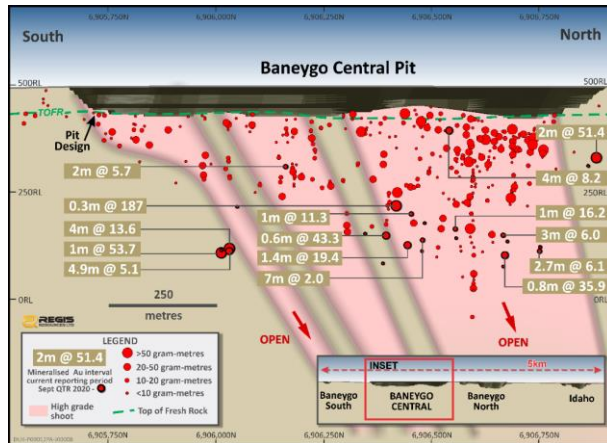 6,905,750N 6,906,000N 6,906,250N 6,906,500N 6,906,750N
South North
Baneygo Central Pit
500RL 500RL
TOFR
Pit
Design
2m @ 51.4
2m @ 5.7
4m @ 8.2
250RL 250RL
0.3m @ 187
1m @ 11.3
1m @ 16.2
4m @ 13.6
0.6m @ 43.3
3m @ 6.0
1m @ 53.7
1.4m @ 19.4
4.9m @ 5.1
7m @ 2.0
2.7m @ 6.1
0.8m @ 35.9
0RL 0RL
250
metres
REGIS
RESOURCES LTD
OPEN
OPEN
LEGEND
2m @ 51.4
Mineralised Au interval
current reporting period
Sept QTR 2020 -
>50 gram-metres
20-50 gram-metres
10-20 gram-metres
<10 gram-metres
High grade
shoot
Top of Fresh Rock
INSET
5km
Baneygo
South
BANEYGO
CENTRAL
Baneygo
North
Idaho
6,905,750N 6,906,000N 6,906,250N 6,906,500N 6,906,750N